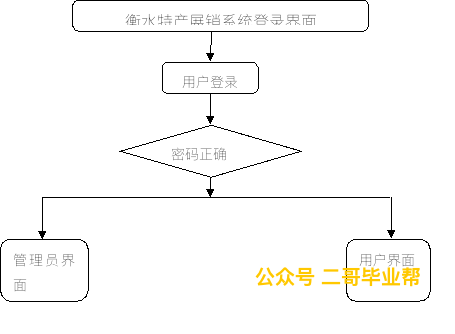 衡水特产展销系统登录界面
用户登录
密码正确
管理员界
面
用户界面
公众号 二哥毕业帮